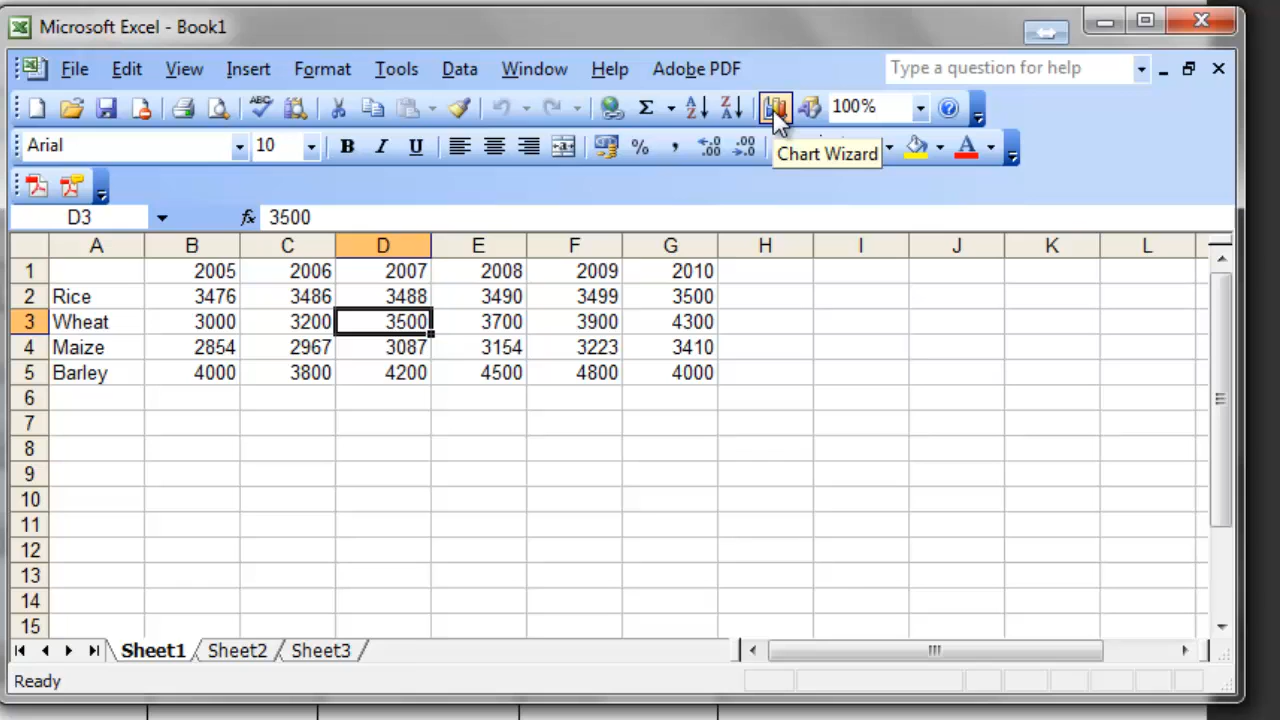 Microsoft Excel - Book1
File Edit View Insert Format Tools Data Window Help Adobe PDF Type a question for help
Σ 100%
Arial 10 B I U % , .00 A
Chart Wizard
D3 fx 3500
A B C D E F G H I J K L
1 2005 2006 2007 2008 2009 2010
2 Rice 3476 3486 3488 3490 3499 3500
3 Wheat 3000 3200 3500 3700 3900 4300
4 Maize 2854 2967 3087 3154 3223 3410
5 Barley 4000 3800 4200 4500 4800 4000
6
7
8
9
10
11
12
13
14
15
Sheet1 Sheet2 Sheet3
Ready